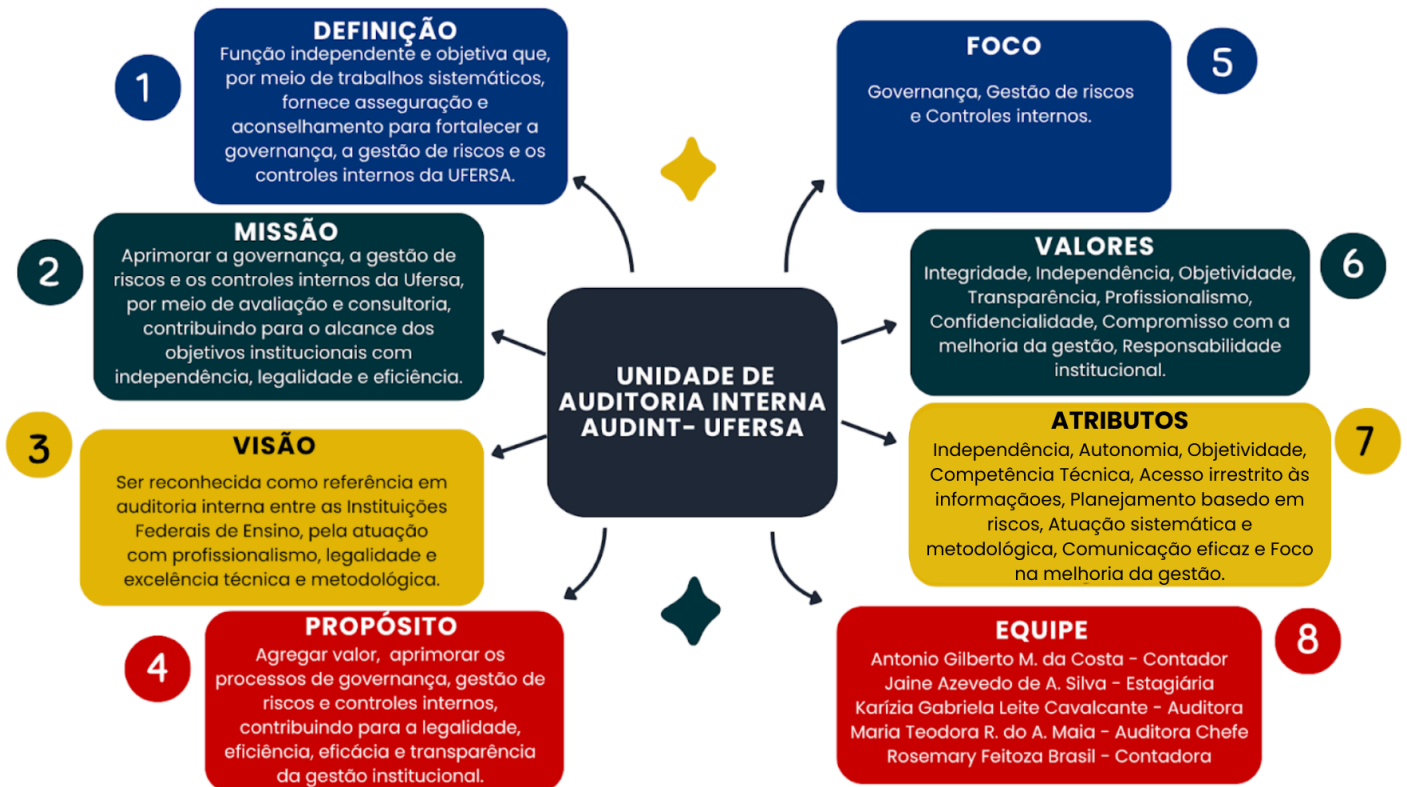 1
DEFINIÇÃO
Função independente e objetiva que,
por meio de trabalhos sistemáticos,
fornece asseguração e
aconselhamento para fortalecer a
governança, a gestão de riscos e os
controles internos da UFERSA.
2
MISSÃO
Aprimorar a governança, a gestão de
riscos e os controles internos da Ufersa,
por meio de avaliação e consultoria,
contribuindo para o alcance dos
objetivos institucionais com
independência, legalidade e eficiência.
3
VISÃO
Ser reconhecida como referência em
auditoria interna entre as Instituições
Federais de Ensino, pela atuação
com profissionalismo, legalidade e
excelência técnica e metodológica.
4
PROPÓSITO
Agregar valor, aprimorar os
processos de governança, gestão de
riscos e controles internos,
contribuindo para a legalidade,
eficiência, eficácia e transparência
da gestão institucional.
UNIDADE DE
AUDITORIA INTERNA
AUDINT- UFERSA
5
FOCO
Governança, Gestão de riscos
e Controles internos.
6
VALORES
Integridade, Independência, Objetividade,
Transparência, Profissionalismo,
Confidencialidade, Compromisso com a
melhoria da gestão, Responsabilidade
institucional.
7
ATRIBUTOS
Independência, Autonomia, Objetividade,
Competência Técnica, Acesso irrestrito às
informaçãoes, Planejamento basedo em
riscos, Atuação sistemática e
metodológica, Comunicação eficaz e Foco
na melhoria da gestão.
8
EQUIPE
Antonio Gilberto M. da Costa - Contador
Jaine Azevedo de A. Silva - Estagiária
Karízia Gabriela Leite Cavalcante - Auditora
Maria Teodora R. do A. Maia - Auditora Chefe
Rosemary Feitoza Brasil - Contadora